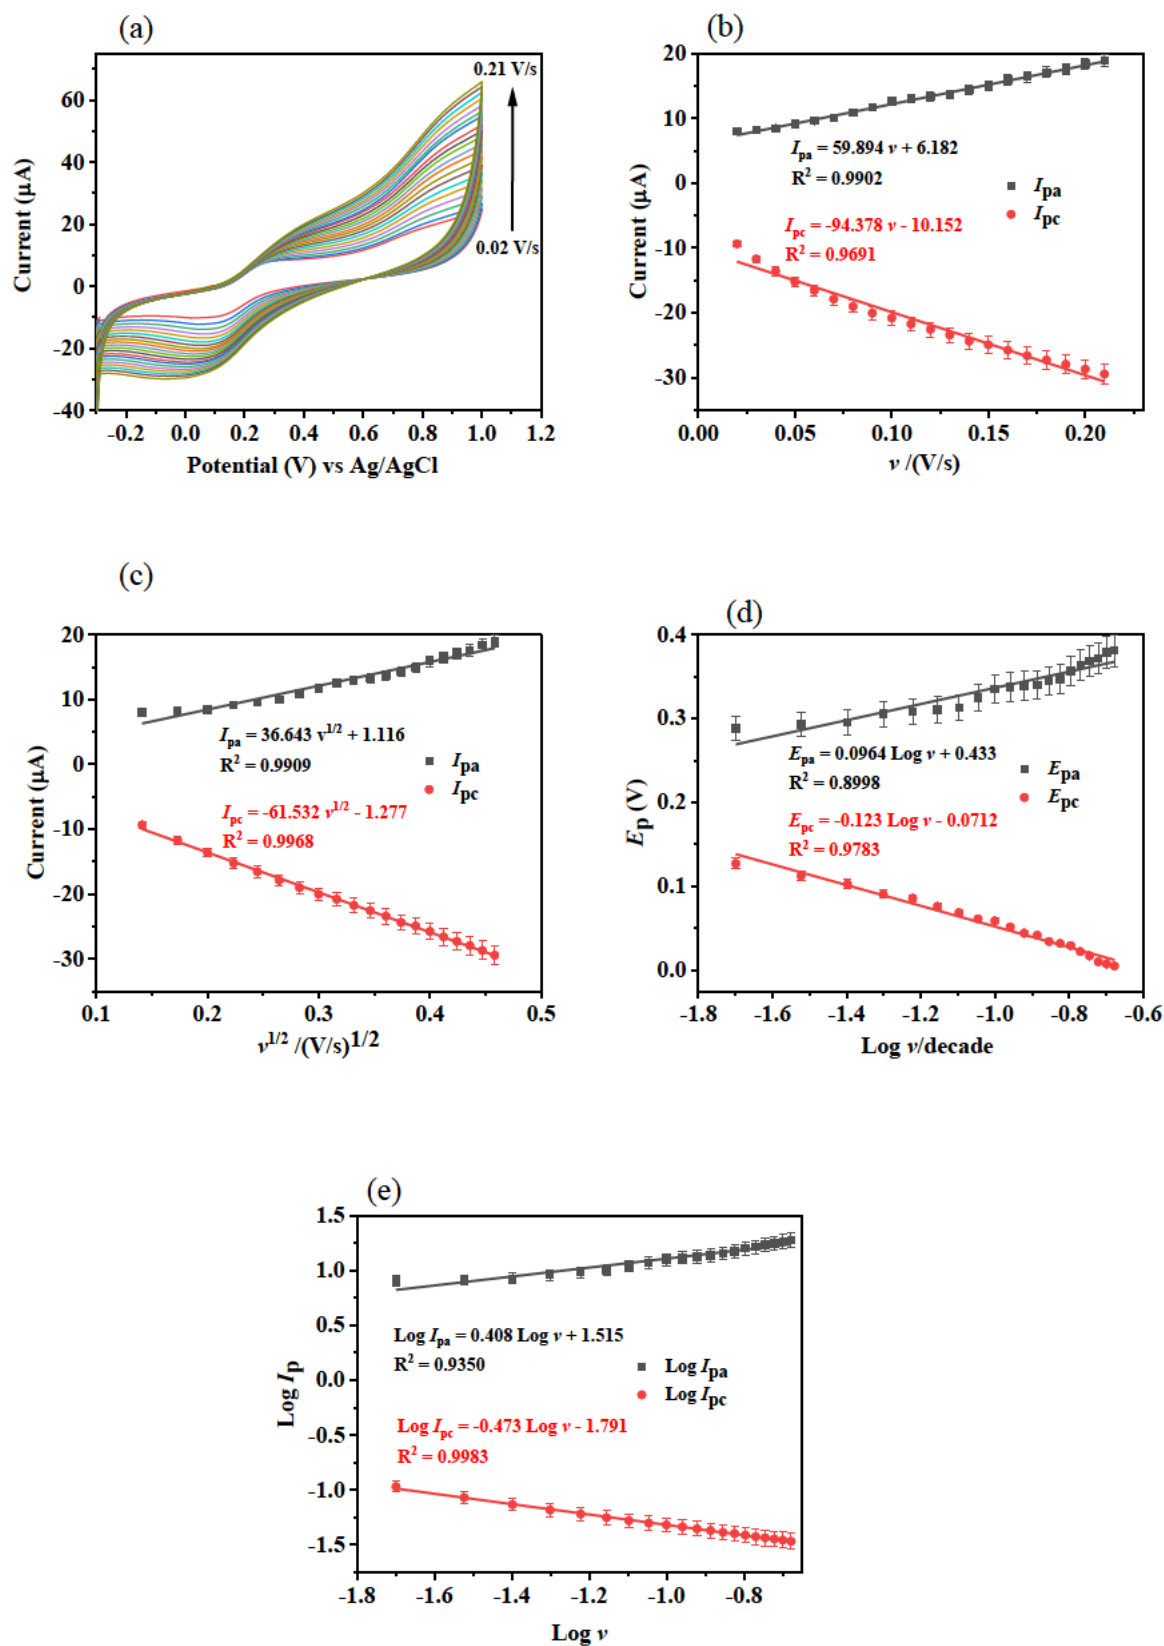 (a)
0.21 V/s
0.02 V/s
60
40
20
0
-20
-40
Current (μA)
-0.2 0.0 0.2 0.4 0.6 0.8 1.0 1.2
Potential (V) vs Ag/AgCl
(b)
20
10
0
-10
-20
-30
Current (μA)
Ipa = 59.894 v + 6.182
R² = 0.9902
Ipa
Ipc
Ipc = -94.378 v - 10.152
R² = 0.9691
0.00 0.05 0.10 0.15 0.20
v /(V/s)
(c)
20
10
0
-10
-20
-30
Current (μA)
Ipa = 36.643 v1/2 + 1.116
R² = 0.9909
Ipa
Ipc
Ipc = -61.532 v1/2 - 1.277
R² = 0.9968
0.1 0.2 0.3 0.4 0.5
v1/2 /(V/s)1/2
(d)
0.4
0.3
0.2
0.1
0.0
Ep (V)
Epa = 0.0964 Log v + 0.433
R² = 0.8998
Epa
Epc
Epc = -0.123 Log v - 0.0712
R² = 0.9783
-1.8 -1.6 -1.4 -1.2 -1.0 -0.8 -0.6
Log v/decade
(e)
1.5
1.0
0.5
0.0
-0.5
-1.0
-1.5
Log Ip
Log Ipa = 0.408 Log v + 1.515
R² = 0.9350
Log Ipa
Log Ipc
Log Ipc = -0.473 Log v - 1.791
R² = 0.9983
-1.8 -1.6 -1.4 -1.2 -1.0 -0.8
Log v